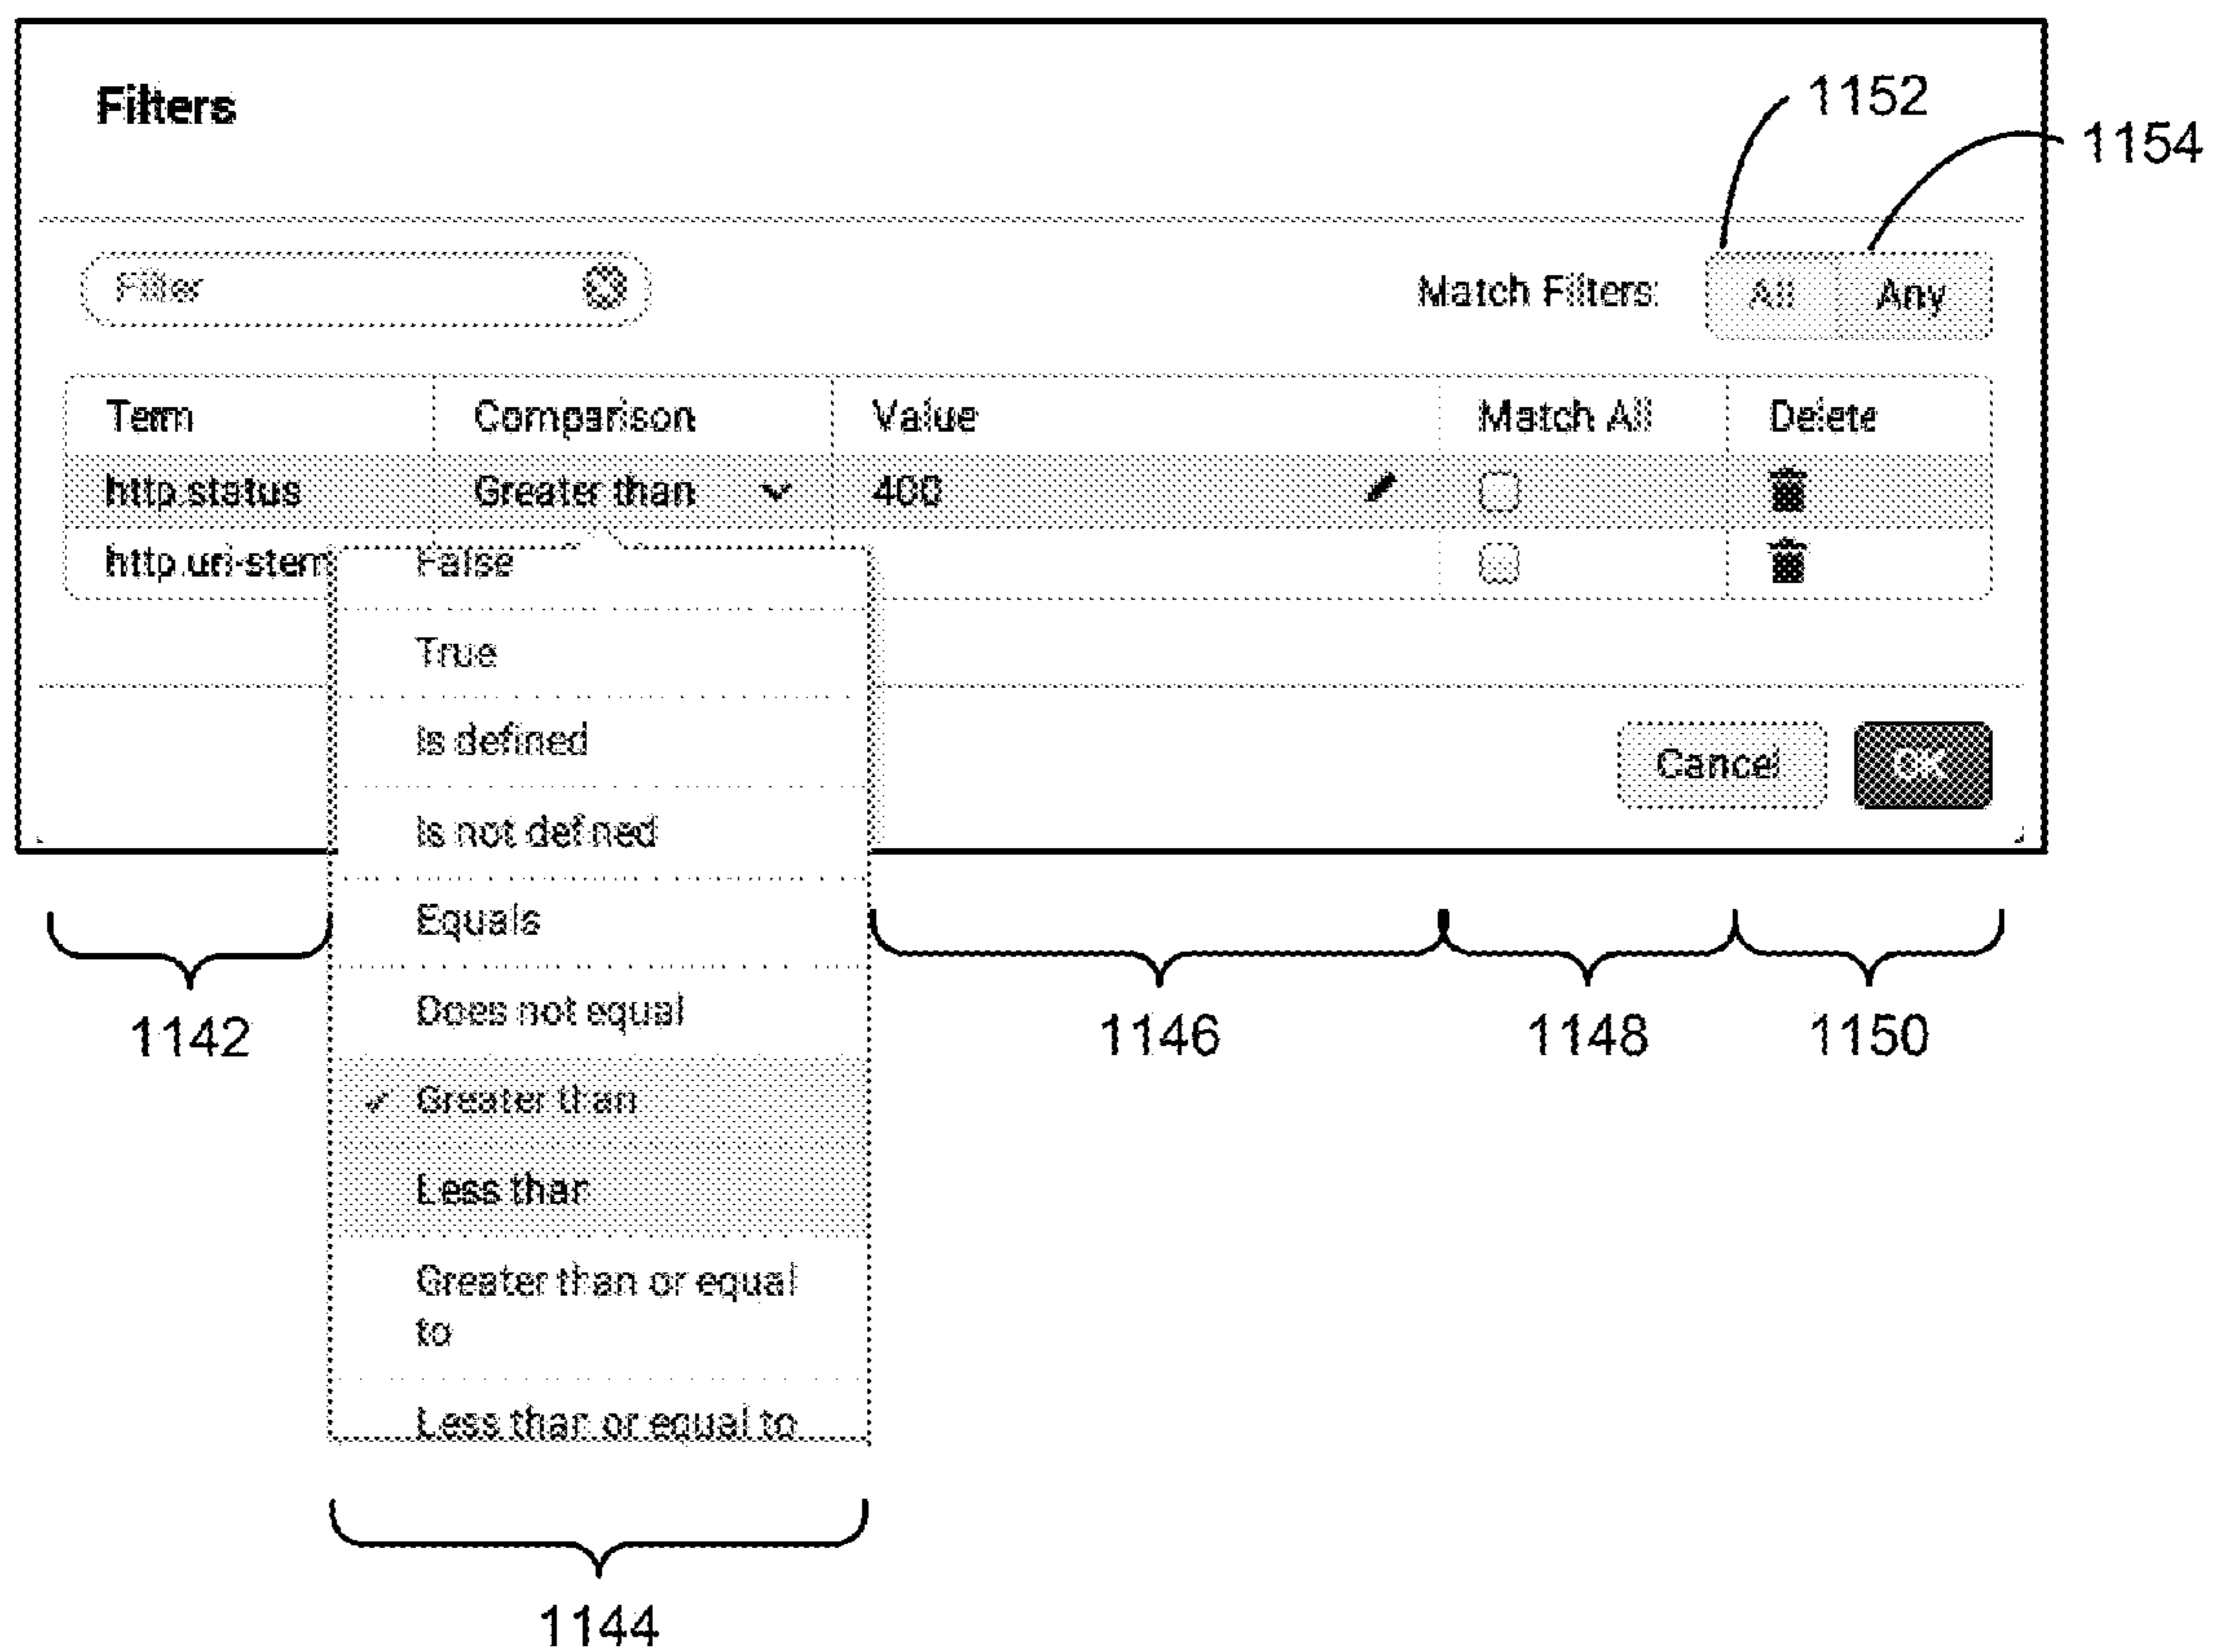 Filters
1152
1154
Filter
Match Filters:
All
Any
Term
Comparison
Value
Match All
Delete
http.status
Greater than
400
http.uri-stem
False
True
Is defined
Is not defined
Equals
Does not equal
Greater than
Less than
Greater than or equal
to
Less than or equal to
Cancel
OK
1142
1146
1148
1150
1144